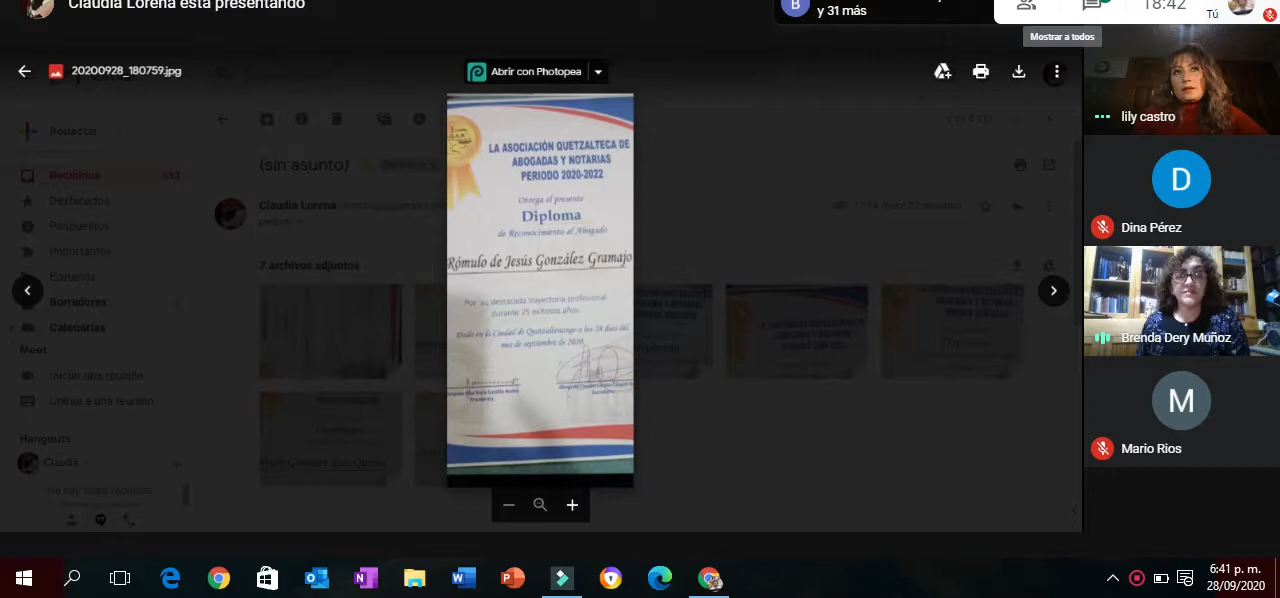 Claudia Lorena está presentando
B
y 31 más
18:42
Tú
Mostrar a todos
20200928_180759.jpg
Abrir con Photopea
Redactar
(sin asunto)
Recibidos
Destacados
Pospuestos
Importantes
Enviados
Borradores
Categorías
Meet
Iniciar una reunión
Unirse a una reunión
Hangouts
Claudia
Claudia Lorena
7 archivos adjuntos
LA ASOCIACIÓN QUETZALTECA DE
ABOGADAS Y NOTARIAS
PERIODO 2020-2022
Otorga el presente
Diploma
de Reconocimiento al Abogado
Rómulo de Jesús González Gramajo
Por su destacada trayectoria profesional
durante 25 exitosos años.
Dado en la Ciudad de Quetzaltenango a los 28 días del
mes de septiembre de 2020
Presidenta
Secretaria
lily castro
D
Dina Pérez
Brenda Dery Muñoz
M
Mario Rios
6:41 p. m.
28/09/2020